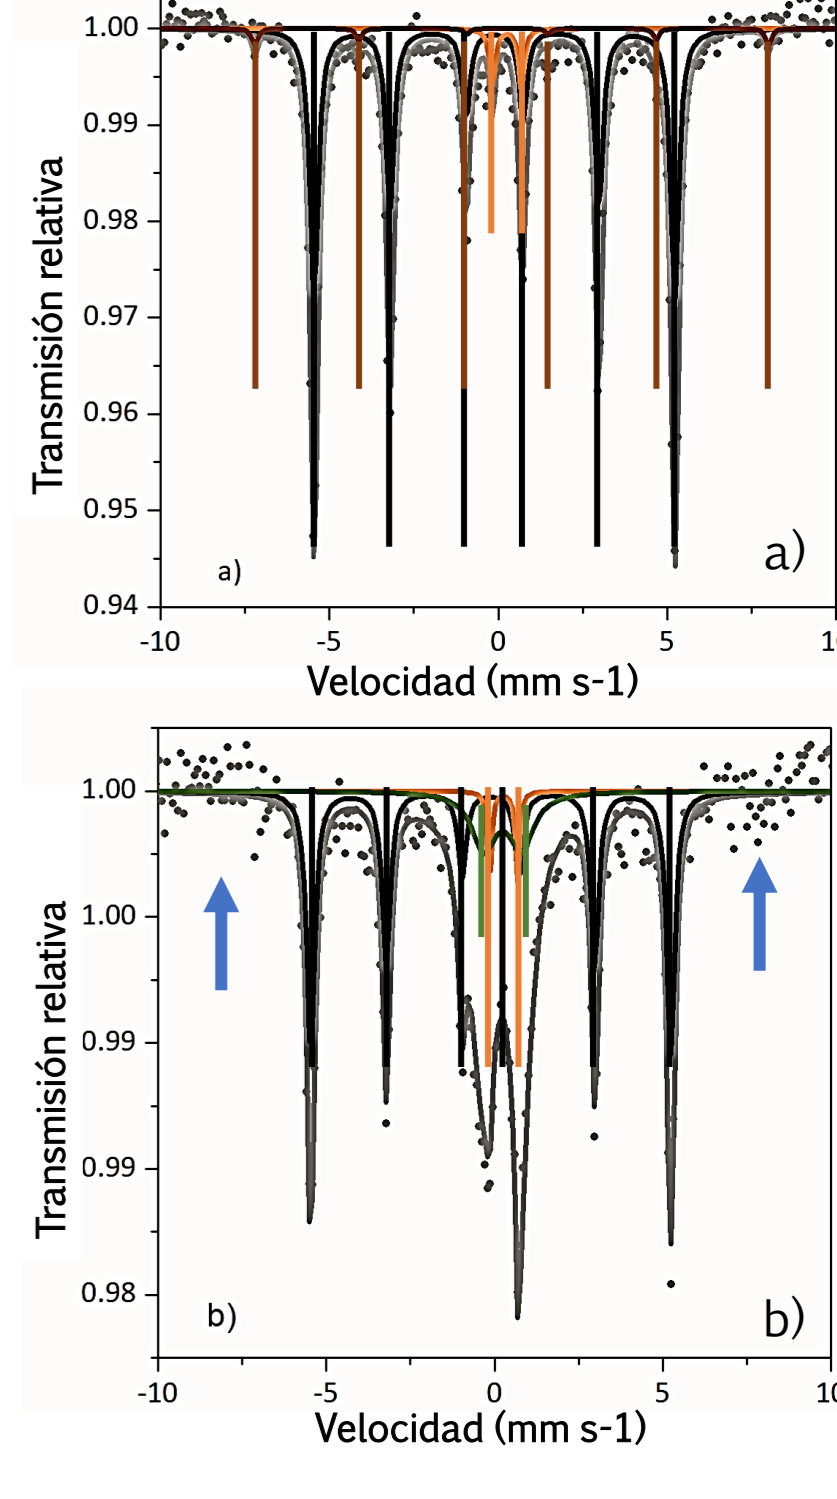 1.00
0.99
0.98
0.97
0.96
0.95
0.94
Transmisión relativa
a)
a)
-10
-5
0
5
1
Velocidad (mm s-1)
1.00
1.00
0.99
0.99
0.98
Transmisión relativa
b)
b)
-10
-5
0
5
10
Velocidad (mm s-1)